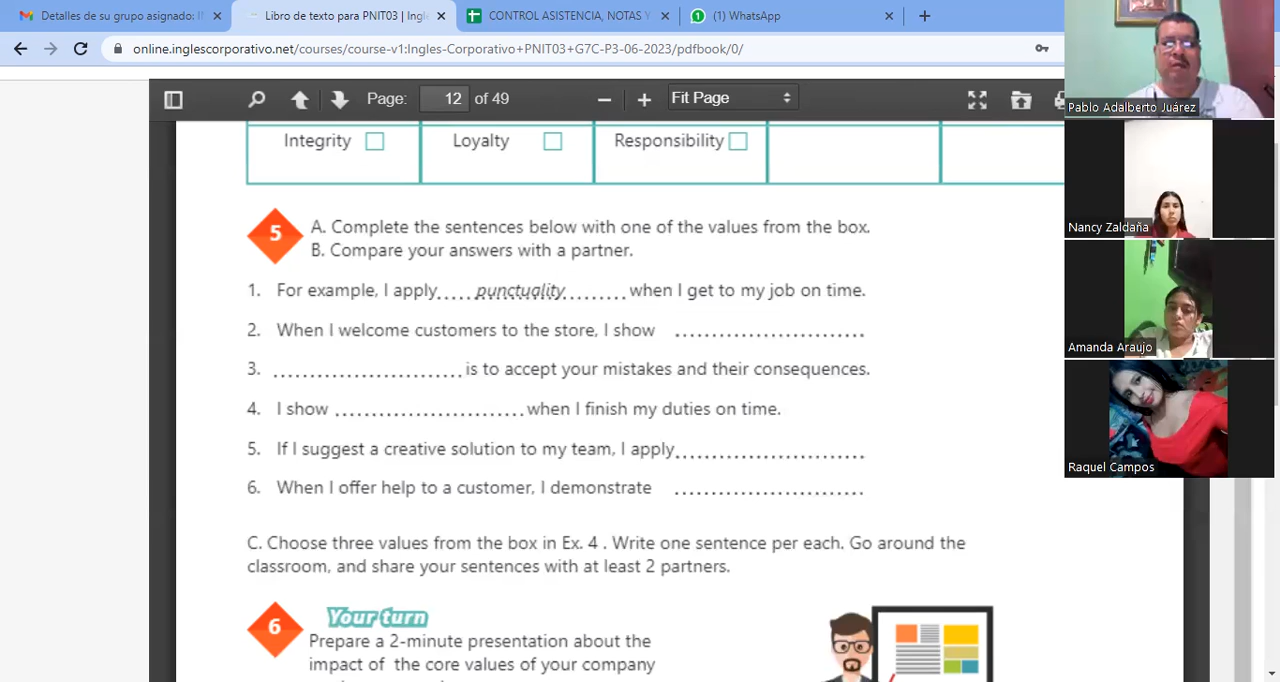 Detalles de su grupo asignado: I
Libro de texto para PNIT03 | Ingl
CONTROL ASISTENCIA, NOTAS Y
(1) WhatsApp
online.inglescorporativo.net/courses/course-v1:Ingles-Corporativo+PNIT03+G7C-P3-06-2023/pdfbook/0/
Page: 12 of 49
Fit Page
Integrity
Loyalty
Responsibility
5
A. Complete the sentences below with one of the values from the box.
B. Compare your answers with a partner.
1. For example, I apply.....punctuality........when I get to my job on time.
2. When I welcome customers to the store, I show ..........................
3. ..........................is to accept your mistakes and their consequences.
4. I show ..........................when I finish my duties on time.
5. If I suggest a creative solution to my team, I apply..........................
6. When I offer help to a customer, I demonstrate ..........................
C. Choose three values from the box in Ex. 4 . Write one sentence per each. Go around the
classroom, and share your sentences with at least 2 partners.
6
Your turn
Prepare a 2-minute presentation about the
impact of the core values of your company
Pablo Adalberto Juárez
Nancy Zaldaña
Amanda Araujo
Raquel Campos